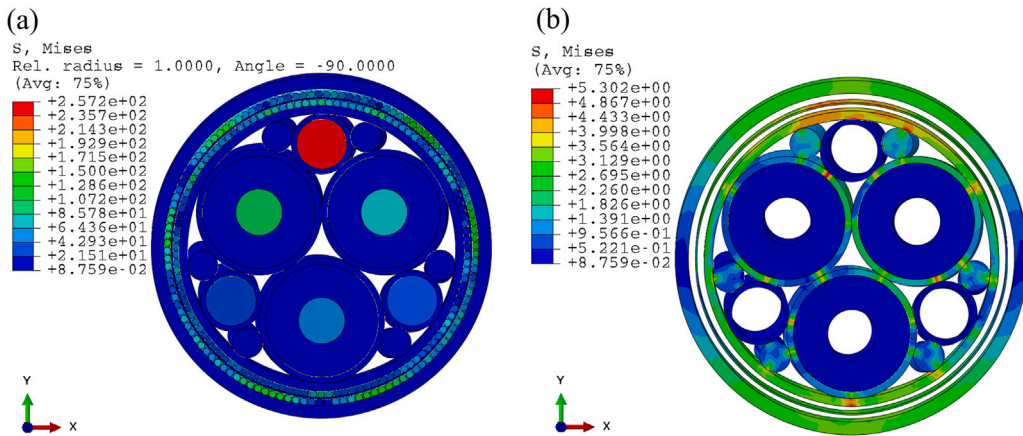 (a)
S, Mises
Rel. radius = 1.0000, Angle = -90.0000
(Avg: 75%)
+2.572e+02
+2.357e+02
+2.143e+02
+1.929e+02
+1.715e+02
+1.500e+02
+1.286e+02
+1.072e+02
+8.578e+01
+6.436e+01
+4.293e+01
+2.151e+01
+8.759e-02
Y
X
(b)
S, Mises
(Avg: 75%)
+5.302e+00
+4.867e+00
+4.433e+00
+3.998e+00
+3.564e+00
+3.129e+00
+2.695e+00
+2.260e+00
+1.826e+00
+1.391e+00
+9.566e-01
+5.221e-01
+8.759e-02
Y
X